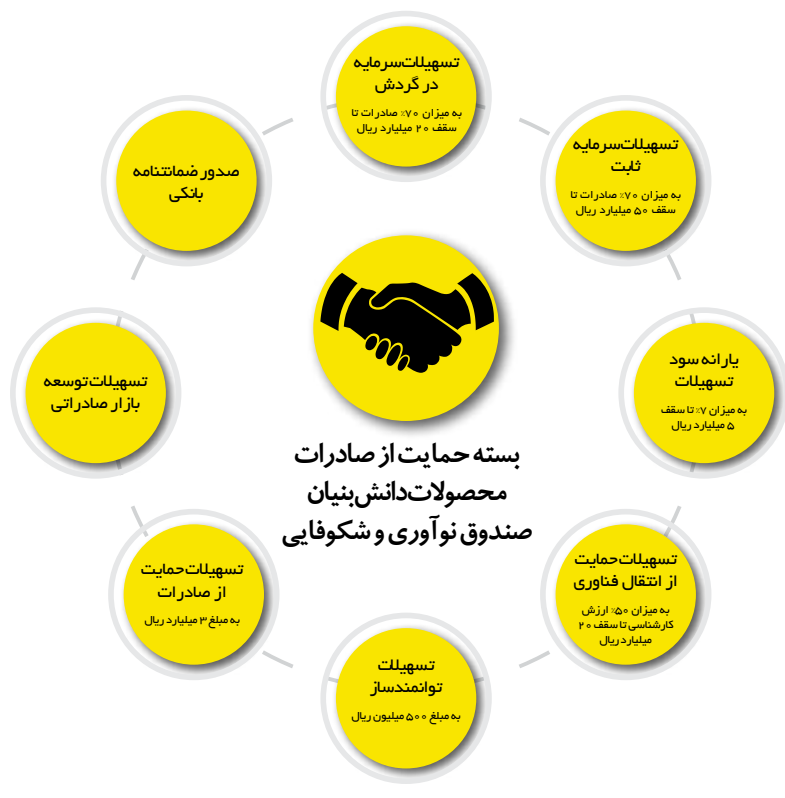 تسهیلات سرمایه
در گردش
به میزان ۷۰٪ صادرات تا
سقف ۲۰ میلیارد ریال
تسهیلات سرمایه
ثابت
به میزان ۷۰٪ صادرات تا
سقف ۵۰ میلیارد ریال
یارانه سود
تسهیلات
به میزان ۷٪ تا سقف
۵ میلیارد ریال
تسهیلات حمایت
از انتقال فناوری
به میزان ۵۰٪ ارزش
کارشناسی تا سقف ۲۰
میلیارد ریال
تسهیلات
توانمندساز
به مبلغ ۵۰۰ میلیون ریال
تسهیلات حمایت
از صادرات
به مبلغ ۳ میلیارد ریال
تسهیلات توسعه
بازار صادراتی
صدور ضمانتنامه
بانکی
بسته حمایت از صادرات
محصولات دانش‌بنیان
صندوق نوآوری و شکوفایی